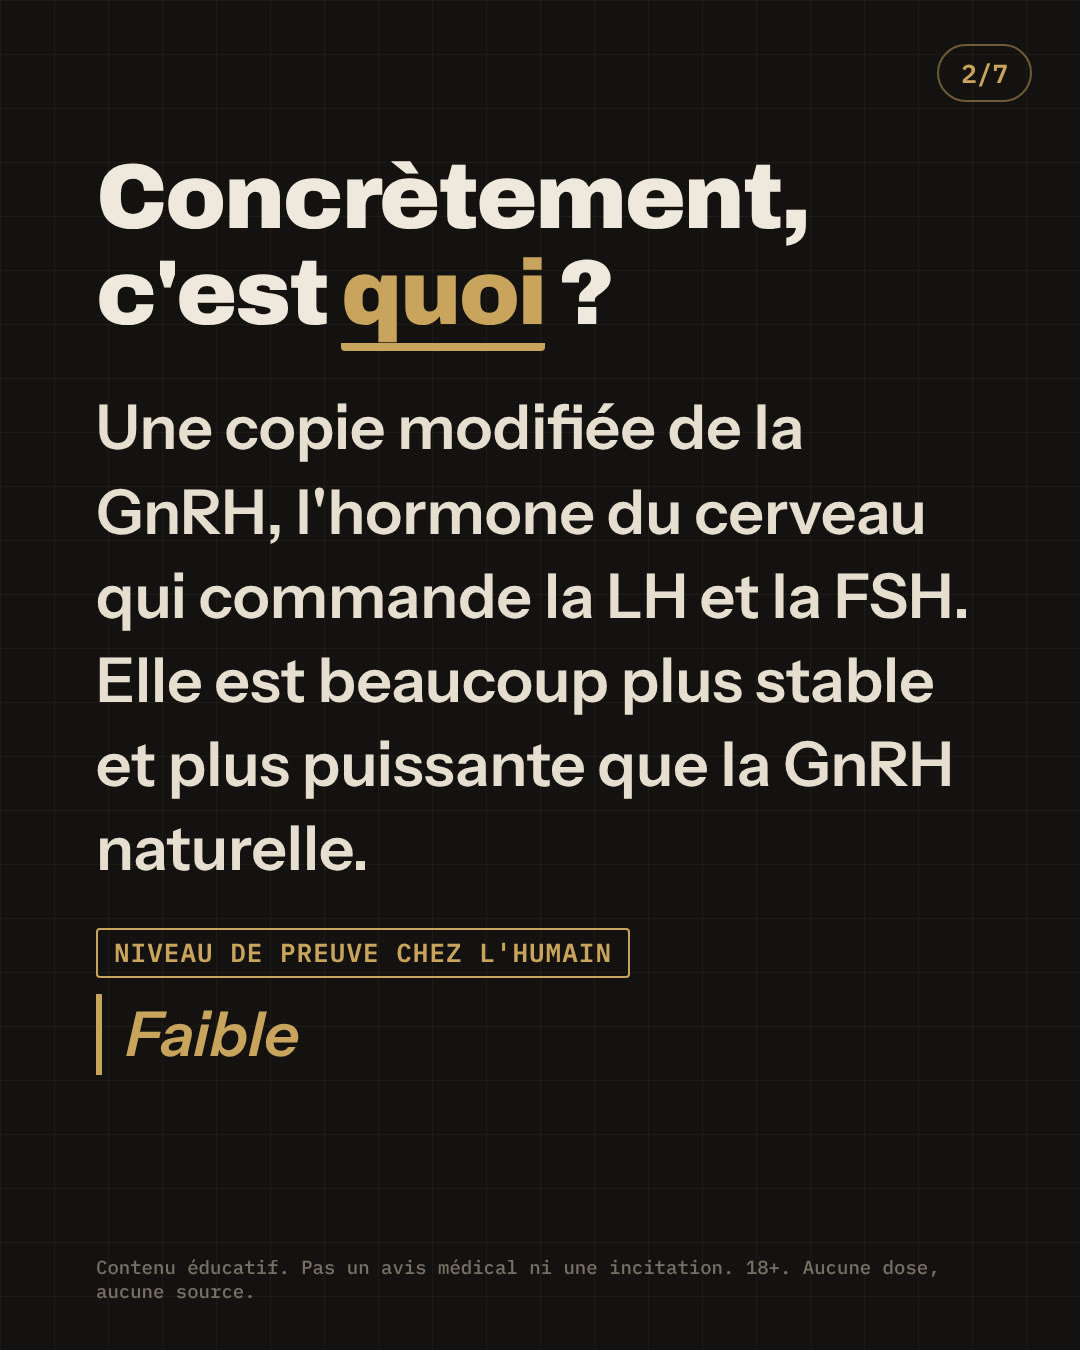 2/7
Concrètement,
c'est quoi ?
Une copie modifiée de la
GnRH, l'hormone du cerveau
qui commande la LH et la FSH.
Elle est beaucoup plus stable
et plus puissante que la GnRH
naturelle.
NIVEAU DE PREUVE CHEZ L'HUMAIN
Faible
Contenu éducatif. Pas un avis médical ni une incitation. 18+. Aucune dose,
aucune source.